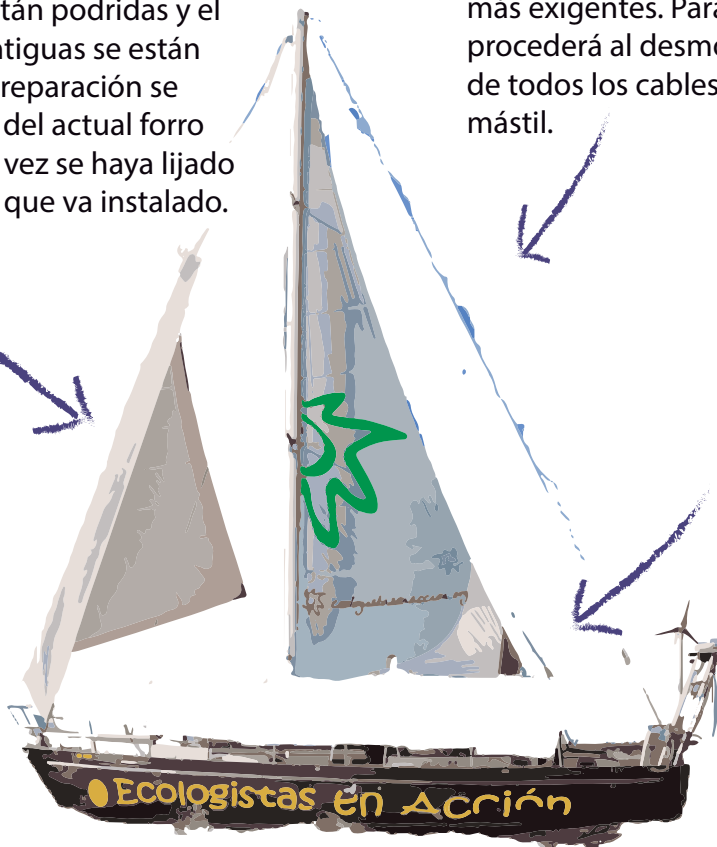 tán podridas y el
ntiguas se están
reparación se
del actual forro
vez se haya lijado
que va instalado.
más exigentes. Para
procederá al desmo
de todos los cables
mástil.
Ecologistas en Acción